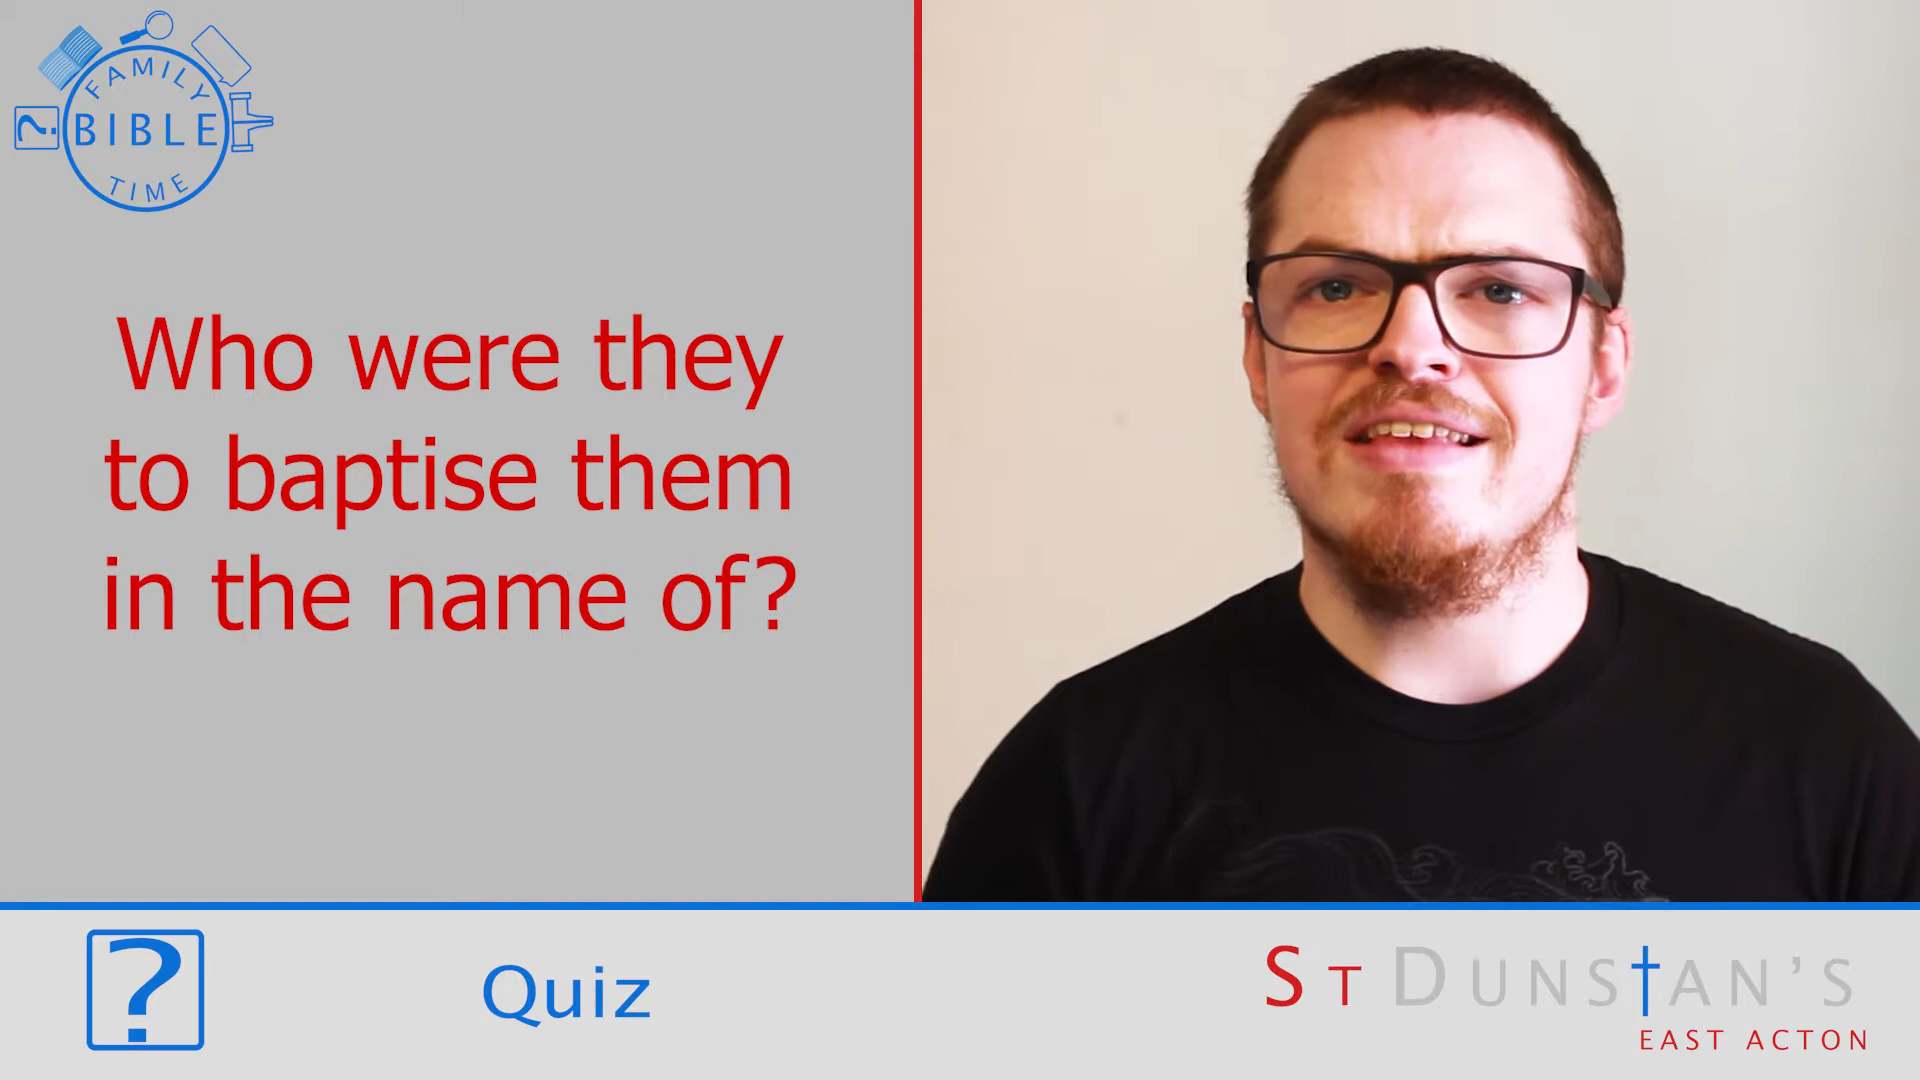 FAMILY
BIBLE
TIME
?
Who were they
to baptise them
in the name of?
?
Quiz
ST DUNSTAN'S
EAST ACTON